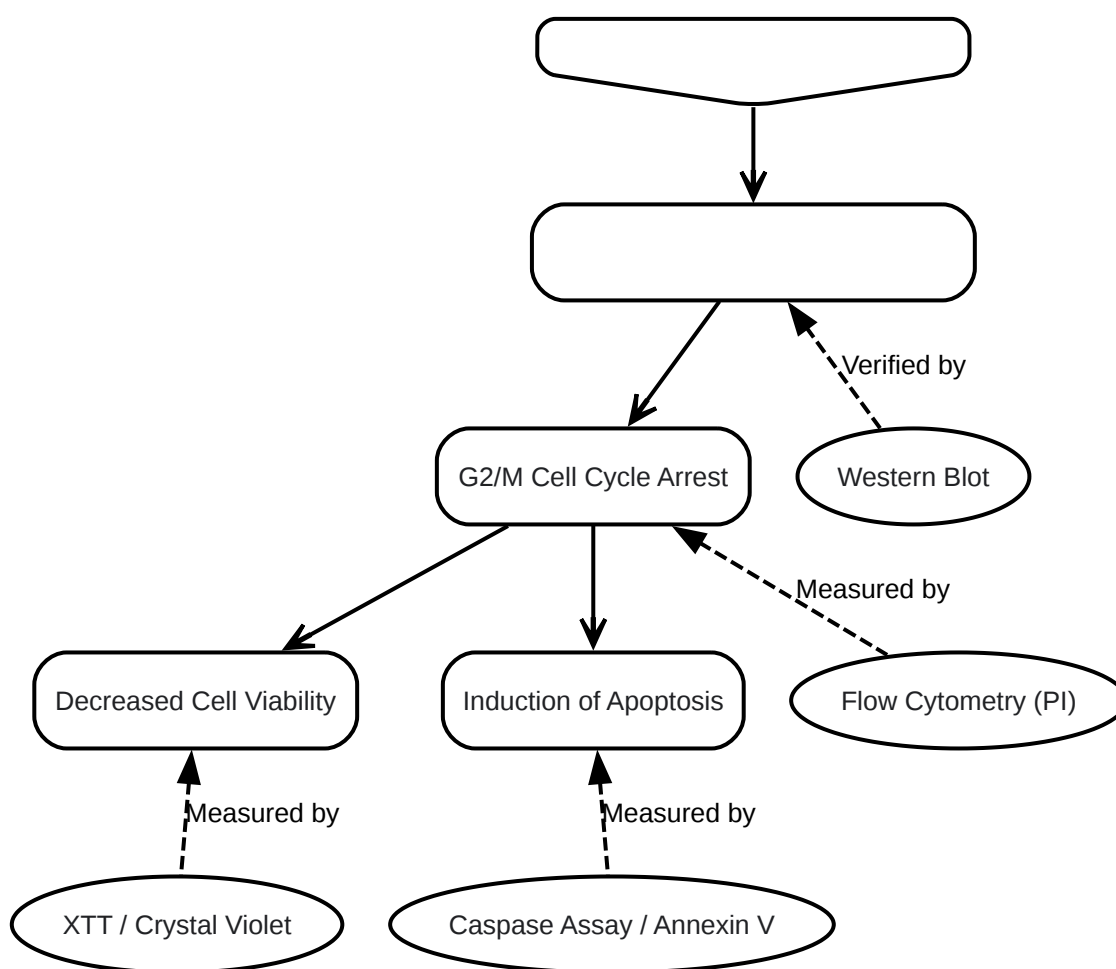 Verified by
G2/M Cell Cycle Arrest
Western Blot
Measured by
Decreased Cell Viability
Induction of Apoptosis
Flow Cytometry (PI)
Measured by
Measured by
XTT / Crystal Violet
Caspase Assay / Annexin V